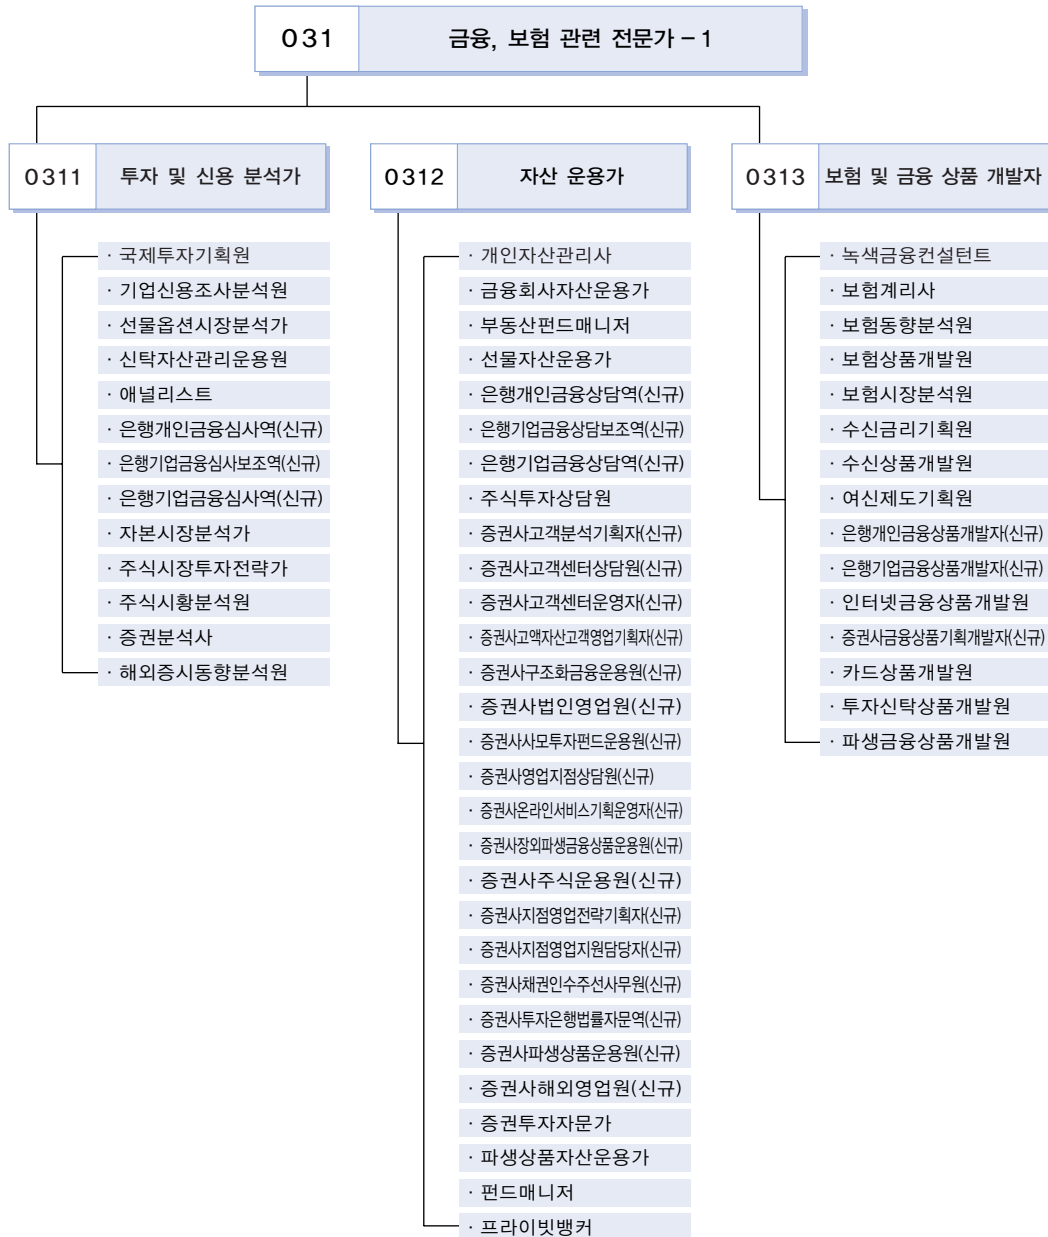 031 금융, 보험 관련 전문가 – 1
0311 투자 및 신용 분석가
· 국제투자기획원
· 기업신용조사분석원
· 선물옵션시장분석가
· 신탁자산관리운용원
· 애널리스트
· 은행개인금융심사역(신규)
· 은행기업금융심사보조역(신규)
· 은행기업금융심사역(신규)
· 자본시장분석가
· 주식시장투자전략가
· 주식시황분석원
· 증권분석사
· 해외증시동향분석원
0312 자산 운용가
· 개인자산관리사
· 금융회사자산운용가
· 부동산펀드매니저
· 선물자산운용가
· 은행개인금융상담역(신규)
· 은행기업금융상담보조역(신규)
· 은행기업금융상담역(신규)
· 주식투자상담원
· 증권사고객분석기획자(신규)
· 증권사고객센터상담원(신규)
· 증권사고객센터운영자(신규)
· 증권사고액자산고객영업기획자(신규)
· 증권사구조화금융운용원(신규)
· 증권사법인영업원(신규)
· 증권사사모투자펀드운용원(신규)
· 증권사영업지점상담원(신규)
· 증권사온라인서비스기획운영자(신규)
· 증권사장외파생금융상품운용원(신규)
· 증권사주식운용원(신규)
· 증권사지점영업전략기획자(신규)
· 증권사지점영업지원담당자(신규)
· 증권사채권인수주선사무원(신규)
· 증권사투자은행법률자문역(신규)
· 증권사파생상품운용원(신규)
· 증권사해외영업원(신규)
· 증권투자자문가
· 파생상품자산운용가
· 펀드매니저
· 프라이빗뱅커
0313 보험 및 금융 상품 개발자
· 녹색금융컨설턴트
· 보험계리사
· 보험동향분석원
· 보험상품개발원
· 보험시장분석원
· 수신금리기획원
· 수신상품개발원
· 여신제도기획원
· 은행개인금융상품개발자(신규)
· 은행기업금융상품개발자(신규)
· 인터넷금융상품개발원
· 증권사금융상품기획개발자(신규)
· 카드상품개발원
· 투자신탁상품개발원
· 파생금융상품개발원